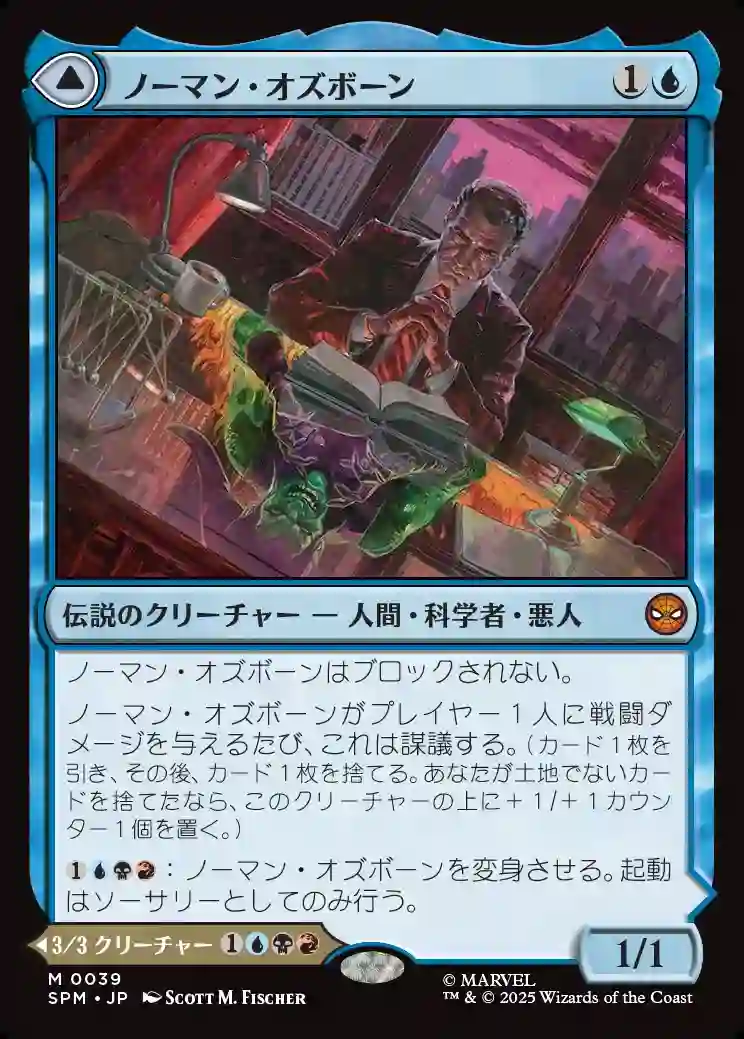 ノーマン・オズボーン 1
伝説のクリーチャー — 人間・科学者・悪人
ノーマン・オズボーンはブロックされない。
ノーマン・オズボーンがプレイヤー1人に戦闘ダ
メージを与えるたび、これは謀議する。（カード1枚を
引き、その後、カード1枚を捨てる。あなたが土地でないカー
ドを捨てたなら、このクリーチャーの上に＋1/＋1カウン
ター1個を置く。）
1：ノーマン・オズボーンを変身させる。起動
はソーサリーとしてのみ行う。
3/3 クリーチャー 1
1/1
M 0039
SPM • JP SCOTT M. FISCHER
© MARVEL
™ & © 2025 Wizards of the Coast